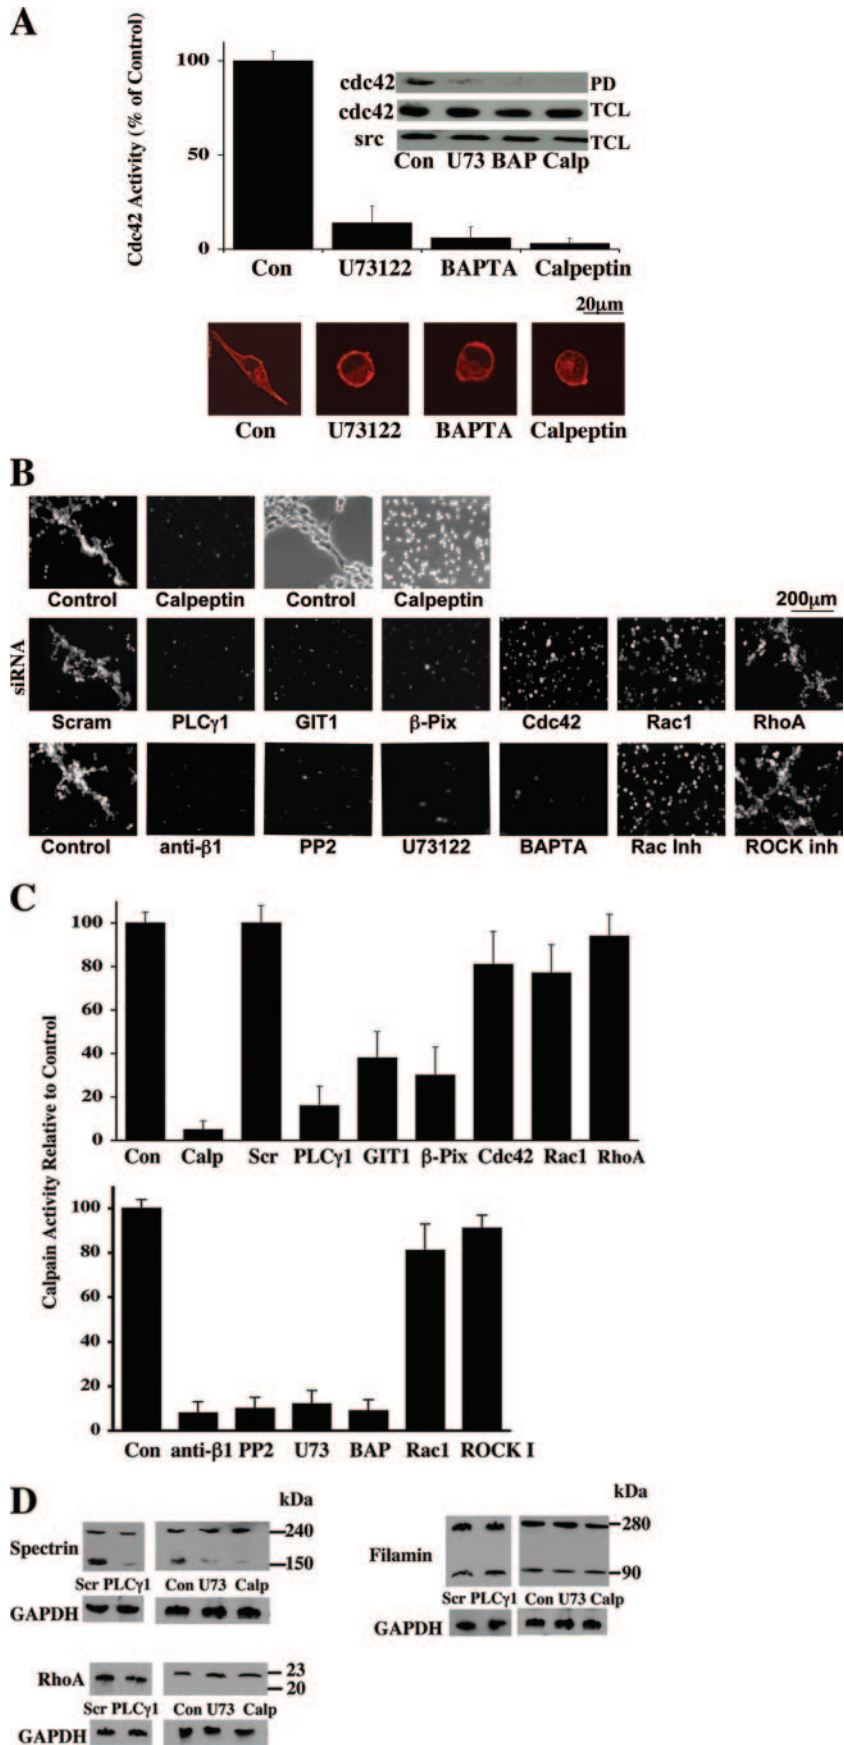 A
Cdc42 Activity (% of Control)
100
50
0
cdc42 PD
cdc42 TCL
src TCL
Con U73 BAP Calp
Con U73122 BAPTA Calpeptin
20µm
Con U73122 BAPTA Calpeptin
B
Control Calpeptin Control Calpeptin
200µm
siRNA
Scram PLCγ1 GIT1 β-Pix Cdc42 Rac1 RhoA
Control anti-β1 PP2 U73122 BAPTA Rac Inh ROCK inh
C
Calpain Activity Relative to Control
100
80
60
40
20
0
Con Calp Scr PLCγ1 GIT1 β-Pix Cdc42 Rac1 RhoA
100
80
60
40
20
0
Con anti-β1 PP2 U73 BAP Rac1 ROCK I
D
kDa
Spectrin
240
150
Scr PLCγ1 Con U73 Calp
GAPDH
kDa
Filamin
280
90
Scr PLCγ1 Con U73 Calp
GAPDH
RhoA
23
20
Scr PLCγ1 Con U73 Calp
GAPDH